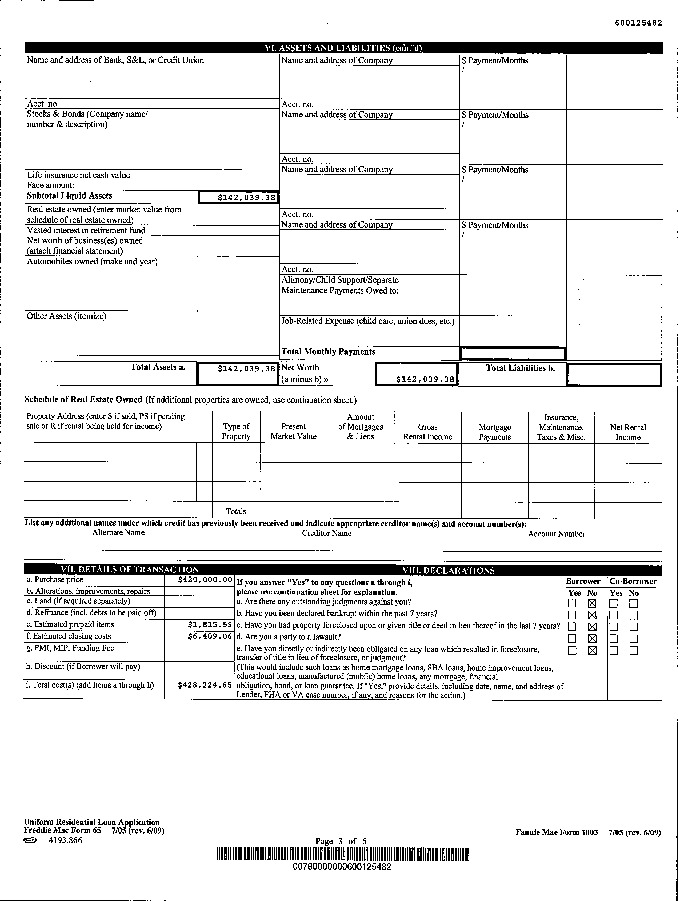 600125482
VI. ASSETS AND LIABILITIES (cont'd)
Name and address of Bank, S&L, or Credit Union
Name and address of Company
$ Payment/Months
/
Acct. no.
Acct. no.
Stocks & Bonds (Company name/
number & description)
Name and address of Company
$ Payment/Months
/
Acct. no.
Life insurance net cash value
Face amount:
Name and address of Company
$ Payment/Months
/
Subtotal Liquid Assets
$142,039.38
Real estate owned (enter market value from
schedule of real estate owned)
Acct. no.
Vested interest in retirement fund
Name and address of Company
$ Payment/Months
/
Net worth of business(es) owned
(attach financial statement)
Automobiles owned (make and year)
Acct. no.
Alimony/Child Support/Separate
Maintenance Payments Owed to:
Other Assets (itemize)
Job-Related Expense (child care, union dues, etc.)
Total Monthly Payments
Total Assets a.
$142,039.38
Net Worth
(a minus b) »
$142,039.38
Total Liabilities b.
Schedule of Real Estate Owned (If additional properties are owned, use continuation sheet.)
Property Address (enter S if sold, PS if pending
sale or R if rental being held for income)
Type of
Property
Present
Market Value
Amount
of Mortgages
& Liens
Gross
Rental Income
Mortgage
Payments
Insurance,
Maintenance,
Taxes & Misc.
Net Rental
Income
Totals
List any additional names under which credit has previously been received and indicate appropriate creditor name(s) and account number(s):
Alternate Name
Creditor Name
Account Number
VII. DETAILS OF TRANSACTION
a. Purchase price
$420,000.00
b. Alterations, improvements, repairs
c. Land (if acquired separately)
d. Refinance (incl. debts to be paid off)
e. Estimated prepaid items
$1,815.59
f. Estimated closing costs
$6,409.06
g. PMI, MIP, Funding Fee
h. Discount (if Borrower will pay)
i. Total cost(s) (add items a through h)
$428,224.65
VIII. DECLARATIONS
If you answer "Yes" to any questions a through i,
please use continuation sheet for explanation.
Borrower Co-Borrower
Yes No Yes No
a. Are there any outstanding judgments against you?
b. Have you been declared bankrupt within the past 7 years?
c. Have you had property foreclosed upon or given title or deed in lieu thereof in the last 7 years?
d. Are you a party to a lawsuit?
e. Have you directly or indirectly been obligated on any loan which resulted in foreclosure,
transfer of title in lieu of foreclosure, or judgment?
(This would include such loans as home mortgage loans, SBA loans, home improvement loans,
educational loans, manufactured (mobile) home loans, any mortgage, financial
obligation, bond, or loan guarantee. If "Yes," provide details, including date, name, and address of
Lender, FHA or VA case number, if any, and reasons for the action.)
Uniform Residential Loan Application
Freddie Mac Form 65 7/05 (rev. 6/09)
4193.866
Page 3 of 5
Fannie Mae Form 1003 7/05 (rev. 6/09)